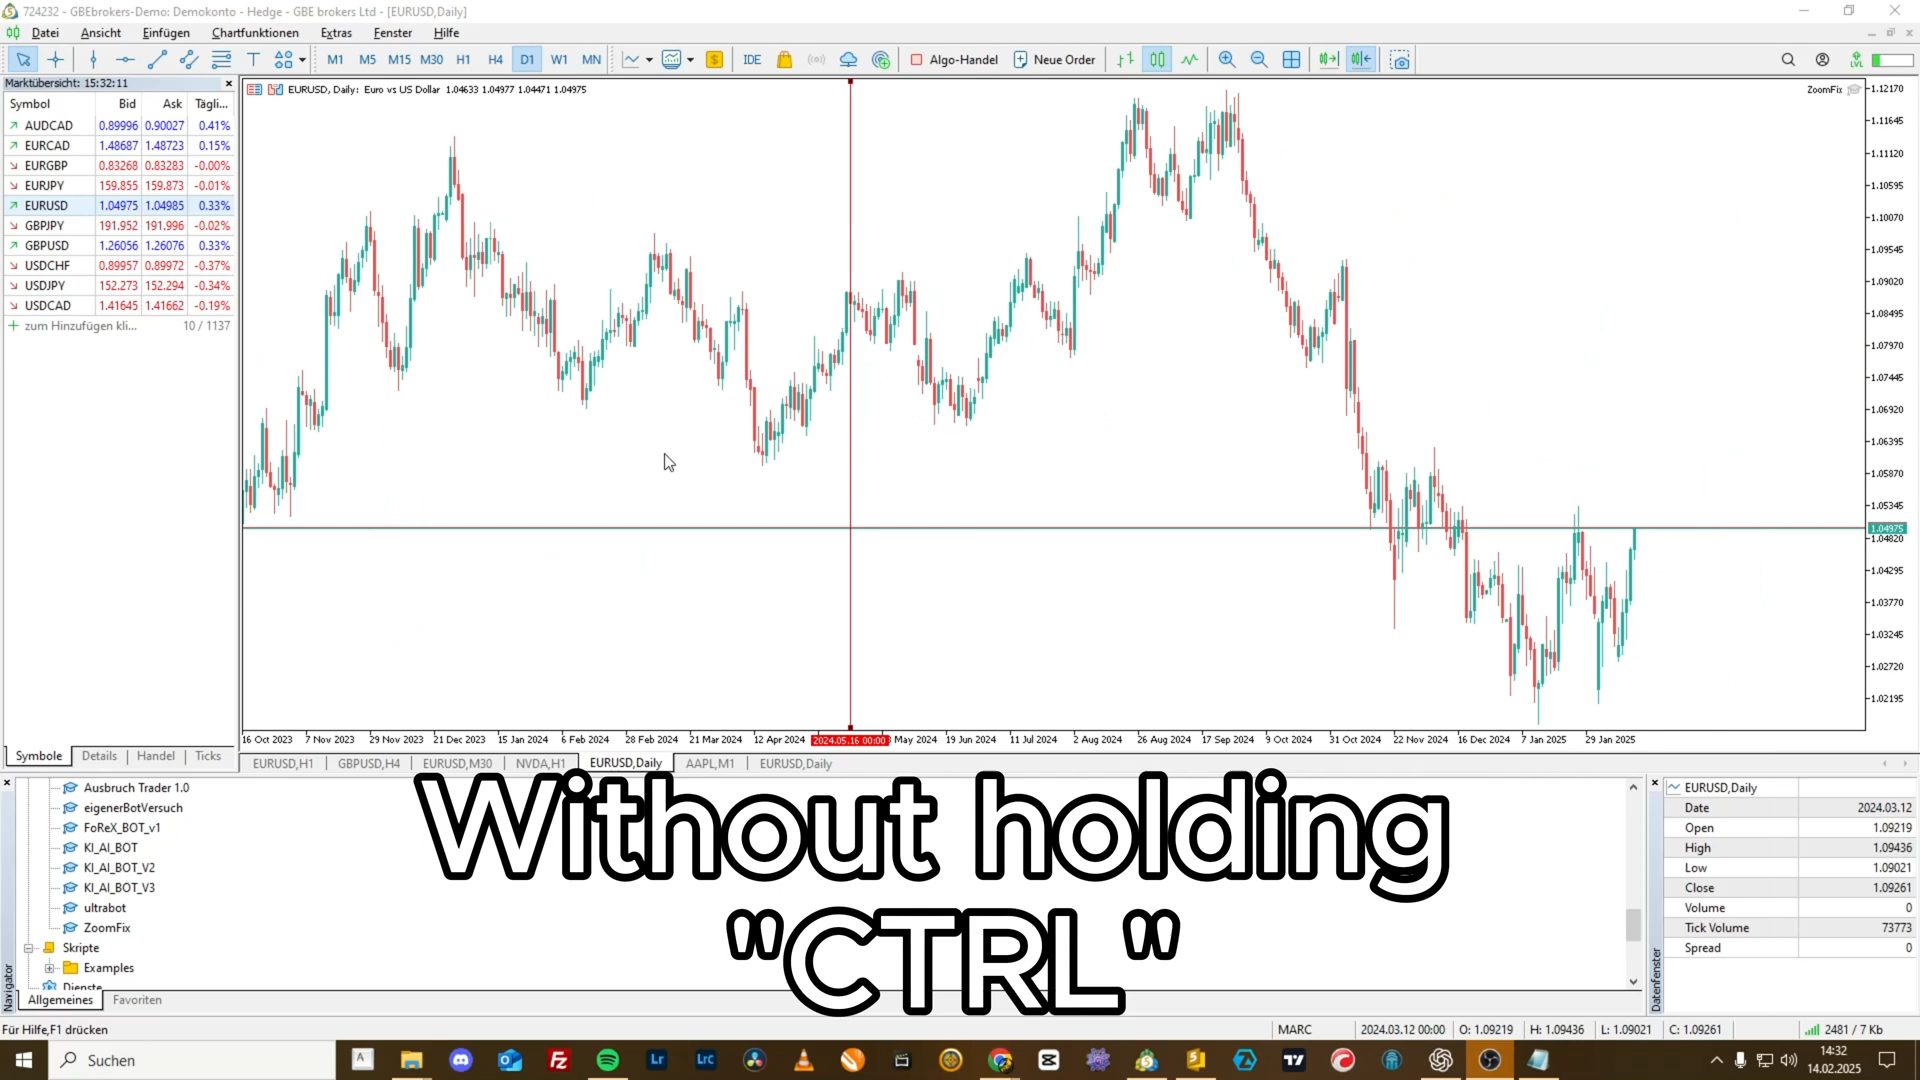 724232 - GBEbrokers-Demo: Demokonto - Hedge - GBE brokers Ltd - [EURUSD,Daily]
Datei Ansicht Einfügen Chartfunktionen Extras Fenster Hilfe
M1 M5 M15 M30 H1 H4 D1 W1 MN IDE Algo-Handel Neue Order LVL
Marktübersicht: 15:32:11
Symbol Bid Ask Tägli...
AUDCAD 0.89996 0.90027 0.41%
EURCAD 1.48687 1.48723 0.15%
EURGBP 0.83268 0.83283 -0.00%
EURJPY 159.855 159.873 -0.01%
EURUSD 1.04975 1.04985 0.33%
GBPJPY 191.952 191.996 -0.02%
GBPUSD 1.26056 1.26076 0.33%
USDCHF 0.89957 0.89972 -0.37%
USDJPY 152.273 152.294 -0.34%
USDCAD 1.41645 1.41662 -0.19%
zum Hinzufügen kli... 10 / 1137
Symbole Details Handel Ticks
EURUSD, Daily: Euro vs US Dollar 1.04633 1.04977 1.04471 1.04975
ZoomFix
1.12170
1.11645
1.11120
1.10595
1.10070
1.09545
1.09020
1.08495
1.07970
1.07445
1.06920
1.06395
1.05870
1.05345
1.04975
1.04820
1.04295
1.03770
1.03245
1.02720
1.02195
16 Oct 2023 7 Nov 2023 29 Nov 2023 21 Dec 2023 15 Jan 2024 6 Feb 2024 28 Feb 2024 21 Mar 2024 12 Apr 2024 2024.05.16 00:00 May 2024 19 Jun 2024 11 Jul 2024 2 Aug 2024 26 Aug 2024 17 Sep 2024 9 Oct 2024 31 Oct 2024 22 Nov 2024 16 Dec 2024 7 Jan 2025 29 Jan 2025
EURUSD,H1 GBPUSD,H4 EURUSD,M30 NVDA,H1 EURUSD,Daily AAPL,M1 EURUSD,Daily
Without holding
"CTRL"
Ausbruch Trader 1.0
eigenerBotVersuch
FoReX_BOT_v1
KI_AI_BOT
KI_AI_BOT_V2
KI_AI_BOT_V3
ultrabot
ZoomFix
Skripte
Examples
Dienste
Navigator
Allgemeines Favoriten
Datenfenster
EURUSD,Daily
Date 2024.03.12
Open 1.09219
High 1.09436
Low 1.09021
Close 1.09261
Volume 0
Tick Volume 73773
Spread 0
Für Hilfe,F1 drücken
MARC 2024.03.12 00:00 O: 1.09219 H: 1.09436 L: 1.09021 C: 1.09261 2481 / 7 Kb
Suchen
A Fz Lr LrC
14:32
14.02.2025